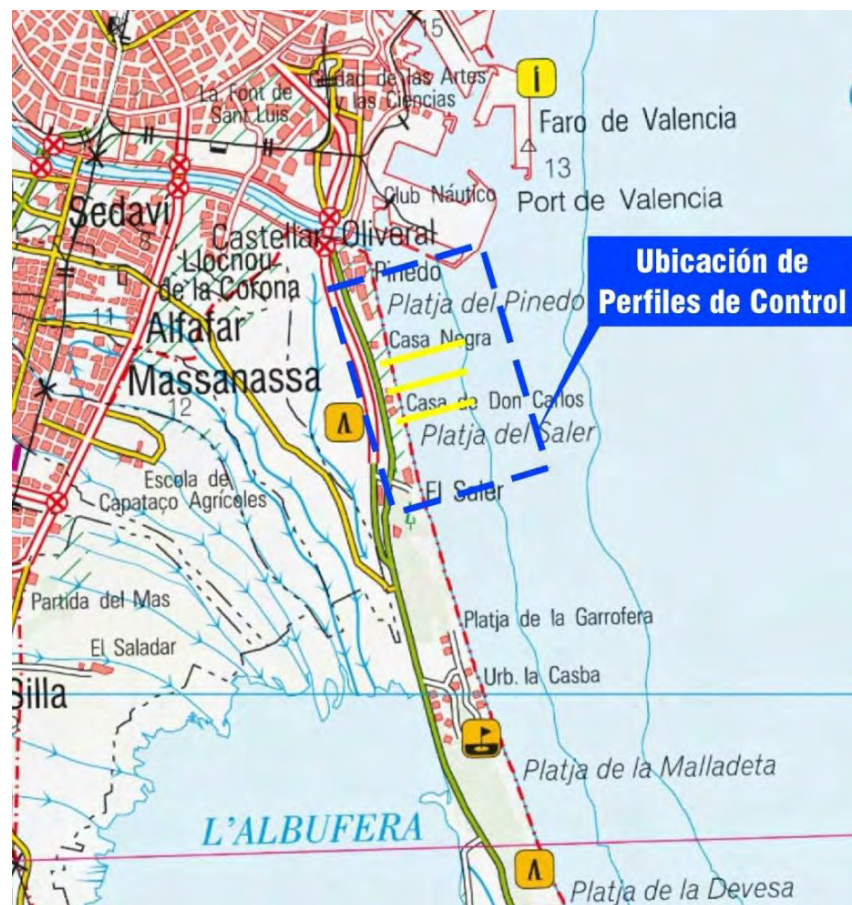 15
Ciudad de las Artes
y las Ciencias
La Font de
Sant Luis
i
Faro de Valencia
13
Club Náutico
Port de Valencia
Sedaví
8
Castellar Oliveral
Llocnou
de la Corona
Pinedo
Platja del Pinedo
Ubicación de
Perfiles de Control
11
Alfafar
Casa Negra
Massanassa
12
Casa de Don Carlos
Platja del Saler
Escola de
Capataço Agrícoles
El Saler
Partida del Mas
Platja de la Garrofera
El Saladar
Urb. la Casba
Silla
Platja de la Malladeta
L'ALBUFERA
Platja de la Devesa